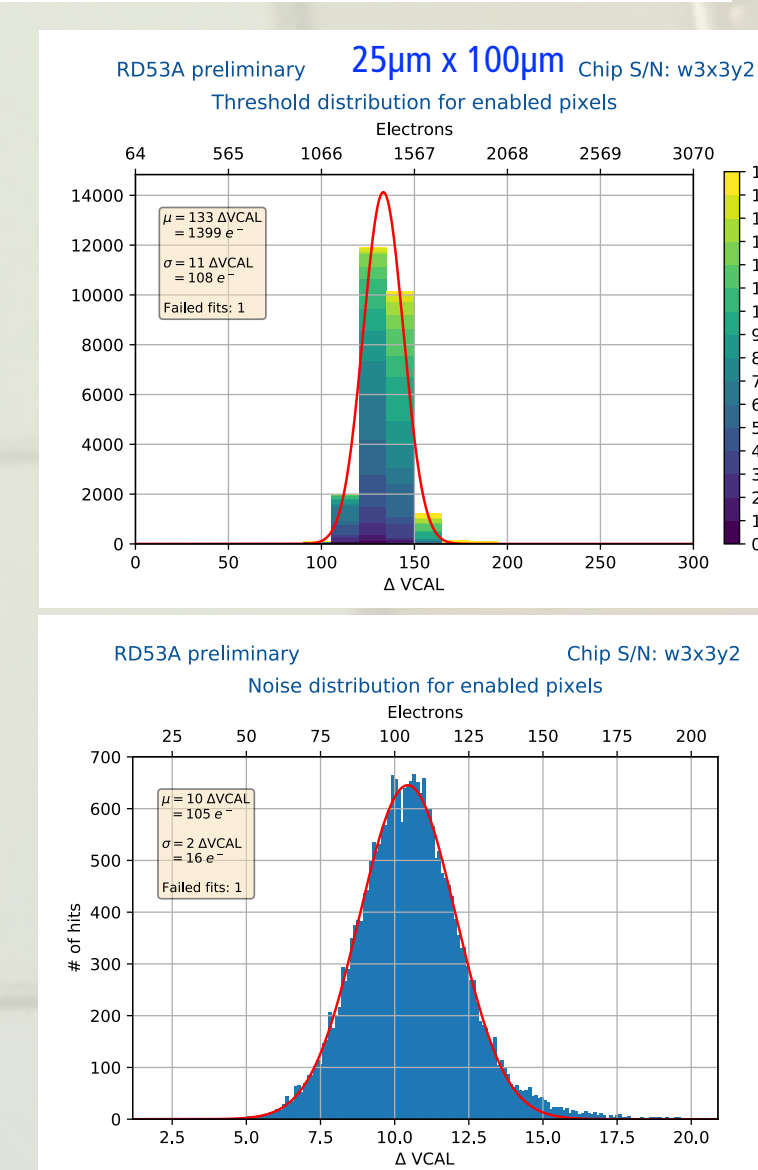 RD53A preliminary 25µm x 100µm Chip S/N: w3x3y2
Threshold distribution for enabled pixels
Electrons
64 565 1066 1567 2068 2569 3070
14000
12000
10000
8000
6000
4000
2000
0
μ = 133 ΔVCAL
= 1399 e⁻
σ = 11 ΔVCAL
= 108 e⁻
Failed fits: 1
0 50 100 150 200 250 300
Δ VCAL
RD53A preliminary Chip S/N: w3x3y2
Noise distribution for enabled pixels
Electrons
25 50 75 100 125 150 175 200
700
600
500
400
300
200
100
0
# of hits
μ = 10 ΔVCAL
= 105 e⁻
σ = 2 ΔVCAL
= 16 e⁻
Failed fits: 1
2.5 5.0 7.5 10.0 12.5 15.0 17.5 20.0
Δ VCAL